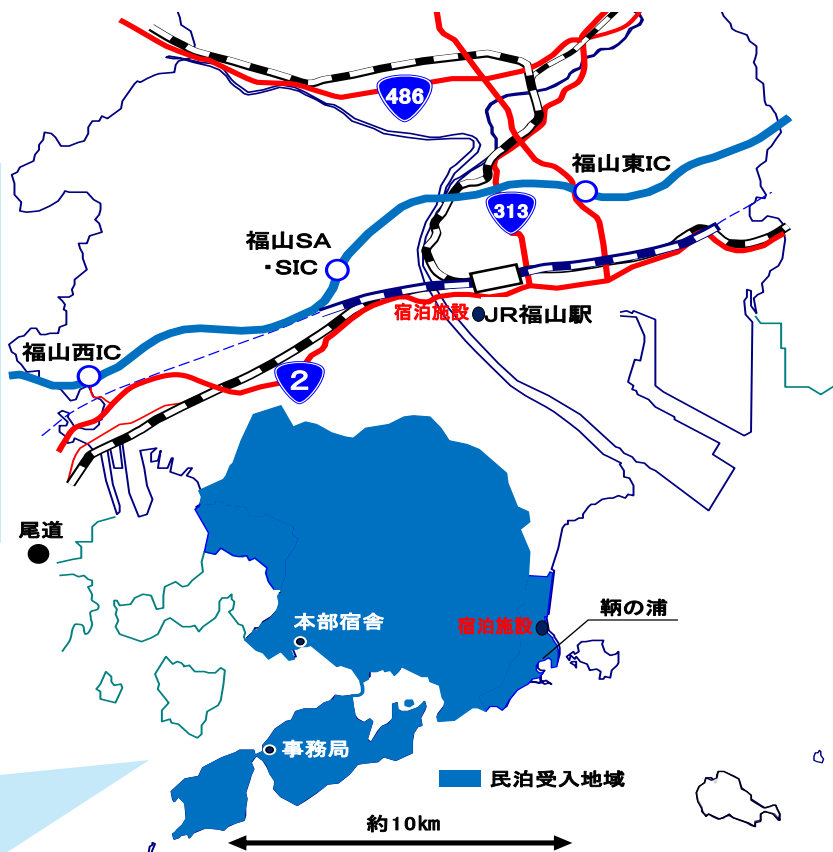 486
福山東IC
313
福山SA
・SIC
宿泊施設
JR福山駅
福山西IC
2
尾道
鞆の浦
本部宿舎
宿泊施設
事務局
民泊受入地域
約10km